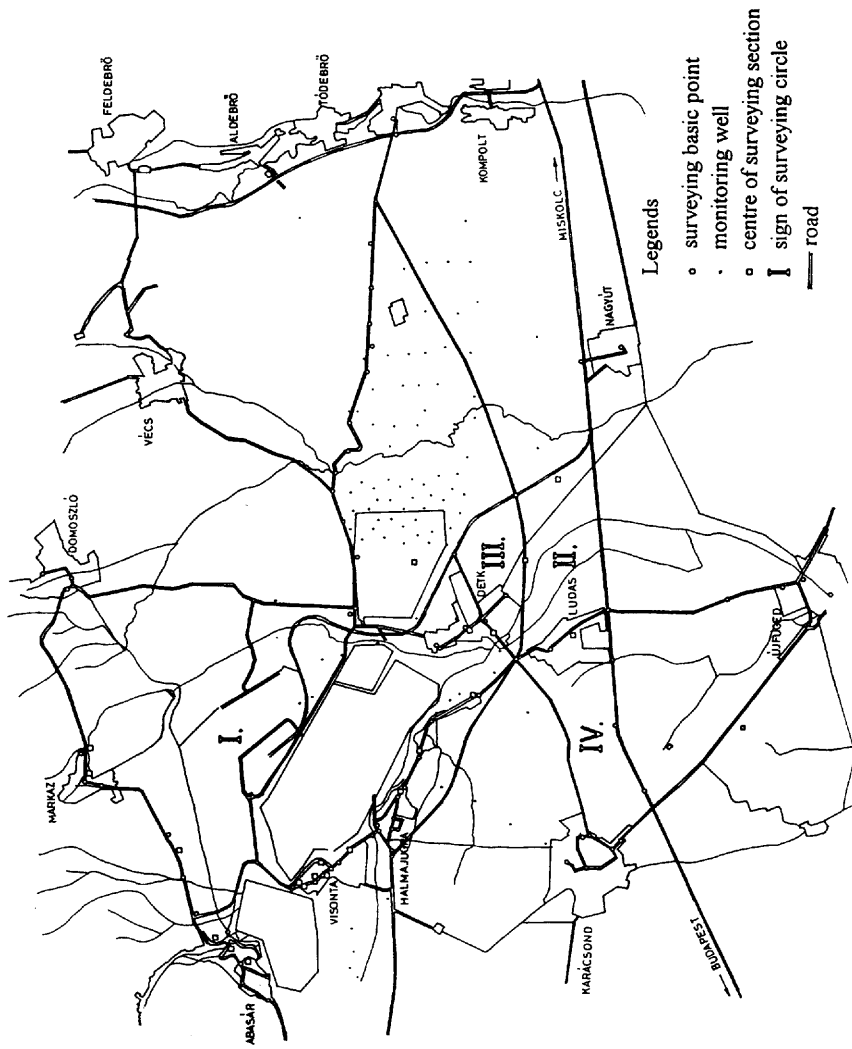 MARKAZ
DOMOSZLÓ
FELDEBRŐ
VÉCS
ALDEBRŐ
ABASÁR
I.
TÓDEBRŐ
VISONTA
HALMAJUGRA
DETK
KOMPOLT
III.
II.
MISKOLC
LUDAS
KARÁCSOND
IV.
NAGYÚT
BUDAPEST
ÚJFÜGED
Legends
surveying basic point
monitoring well
centre of surveying section
I sign of surveying circle
road